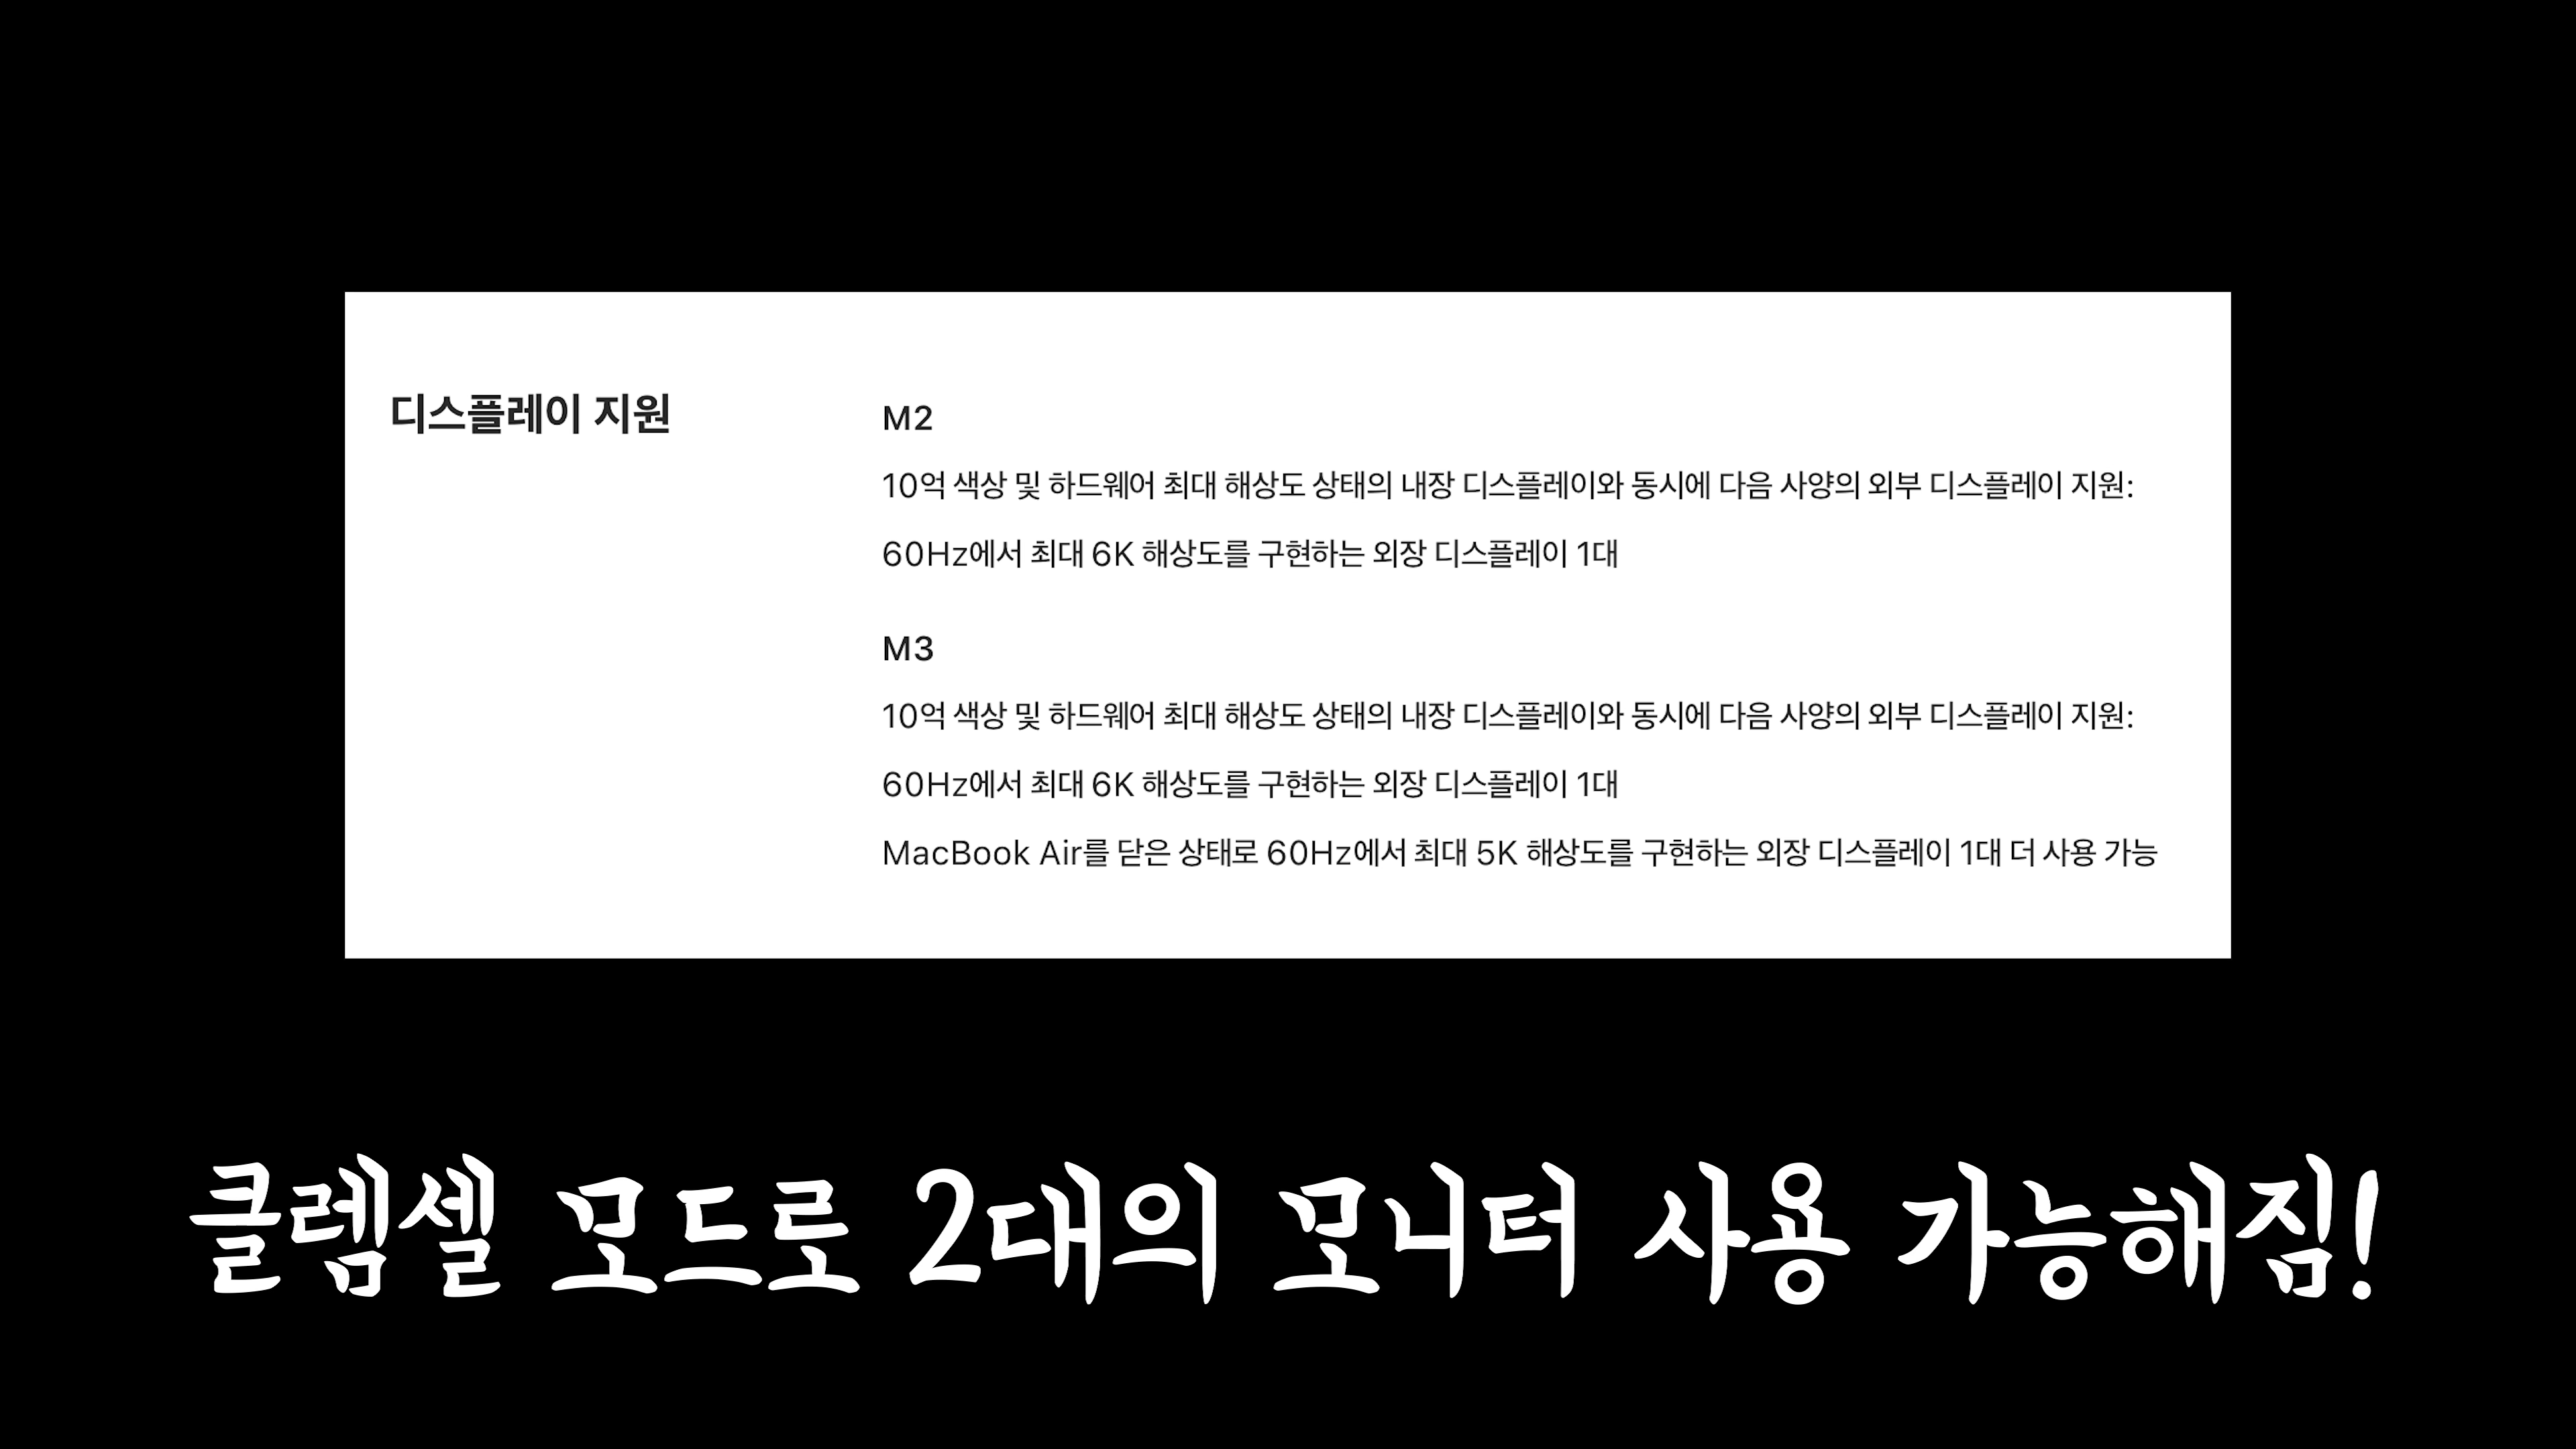 디스플레이 지원
M2
10억 색상 및 하드웨어 최대 해상도 상태의 내장 디스플레이와 동시에 다음 사양의 외부 디스플레이 지원:
60Hz에서 최대 6K 해상도를 구현하는 외장 디스플레이 1대
M3
10억 색상 및 하드웨어 최대 해상도 상태의 내장 디스플레이와 동시에 다음 사양의 외부 디스플레이 지원:
60Hz에서 최대 6K 해상도를 구현하는 외장 디스플레이 1대
MacBook Air를 닫은 상태로 60Hz에서 최대 5K 해상도를 구현하는 외장 디스플레이 1대 더 사용 가능
클렘셸 모드로 2대의 모니터 사용 가능해짐!